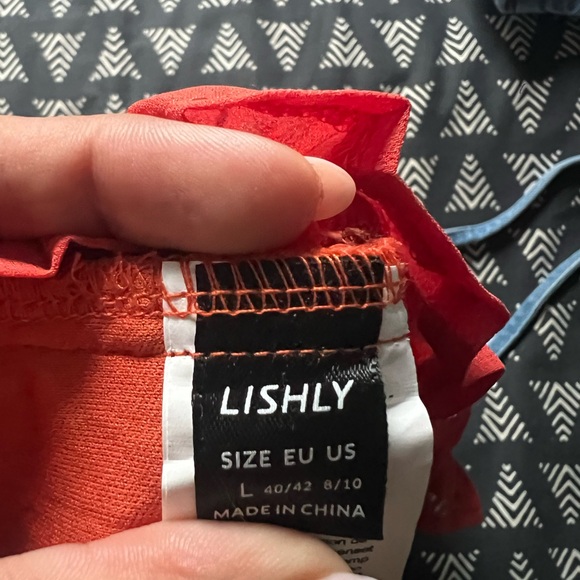 LISHLY
SIZE EU US
L 40/42 8/10
MADE IN CHINA